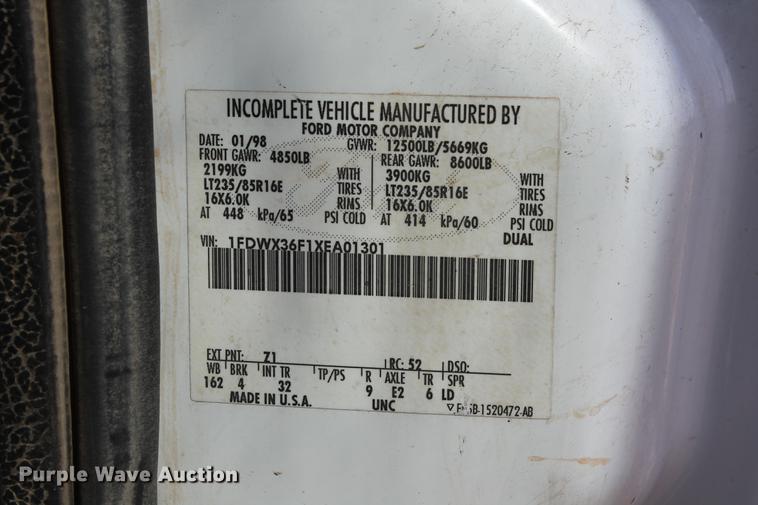 INCOMPLETE VEHICLE MANUFACTURED BY
FORD MOTOR COMPANY
DATE: 01/98 GVWR: 12500LB/5669KG
FRONT GAWR: 4850LB REAR GAWR: 8600LB
2199KG WITH 3900KG WITH
LT235/85R16E TIRES LT235/85R16E TIRES
16X6.0K RIMS 16X6.0K RIMS
AT 448 kPa/65 PSI COLD AT 414 kPa/60 PSI COLD
DUAL
VIN: 1FDWX36F1XEA01301
EXT PNT: Z1 RC: 52 DSO:
WB BRK INT TR TP/PS R AXLE TR SPR
162 4 32 9 E2 6 LD
MADE IN U.S.A. UNC
Purple Wave Auction